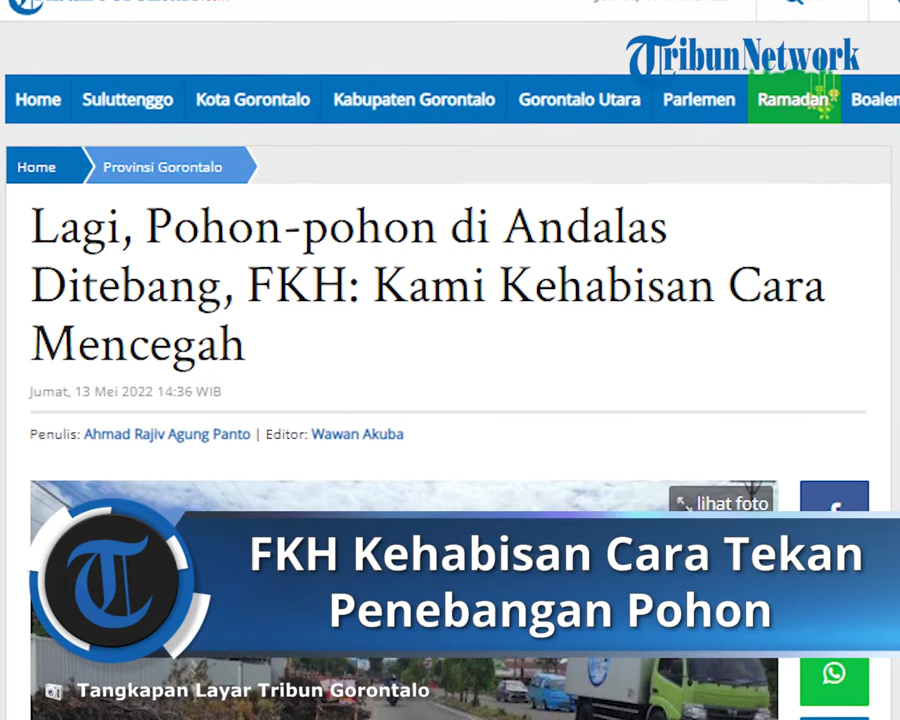 TribunNetwork
Home Suluttenggo Kota Gorontalo Kabupaten Gorontalo Gorontalo Utara Parlemen Ramadan
Home Provinsi Gorontalo
Lagi, Pohon-pohon di Andalas
Ditebang, FKH: Kami Kehabisan Cara
Mencegah
Jumat, 13 Mei 2022 14:36 WIB
Penulis: Ahmad Rajiv Agung Panto | Editor: Wawan Akuba
lihat foto
FKH Kehabisan Cara Tekan
Penebangan Pohon
Tangkapan Layar Tribun Gorontalo